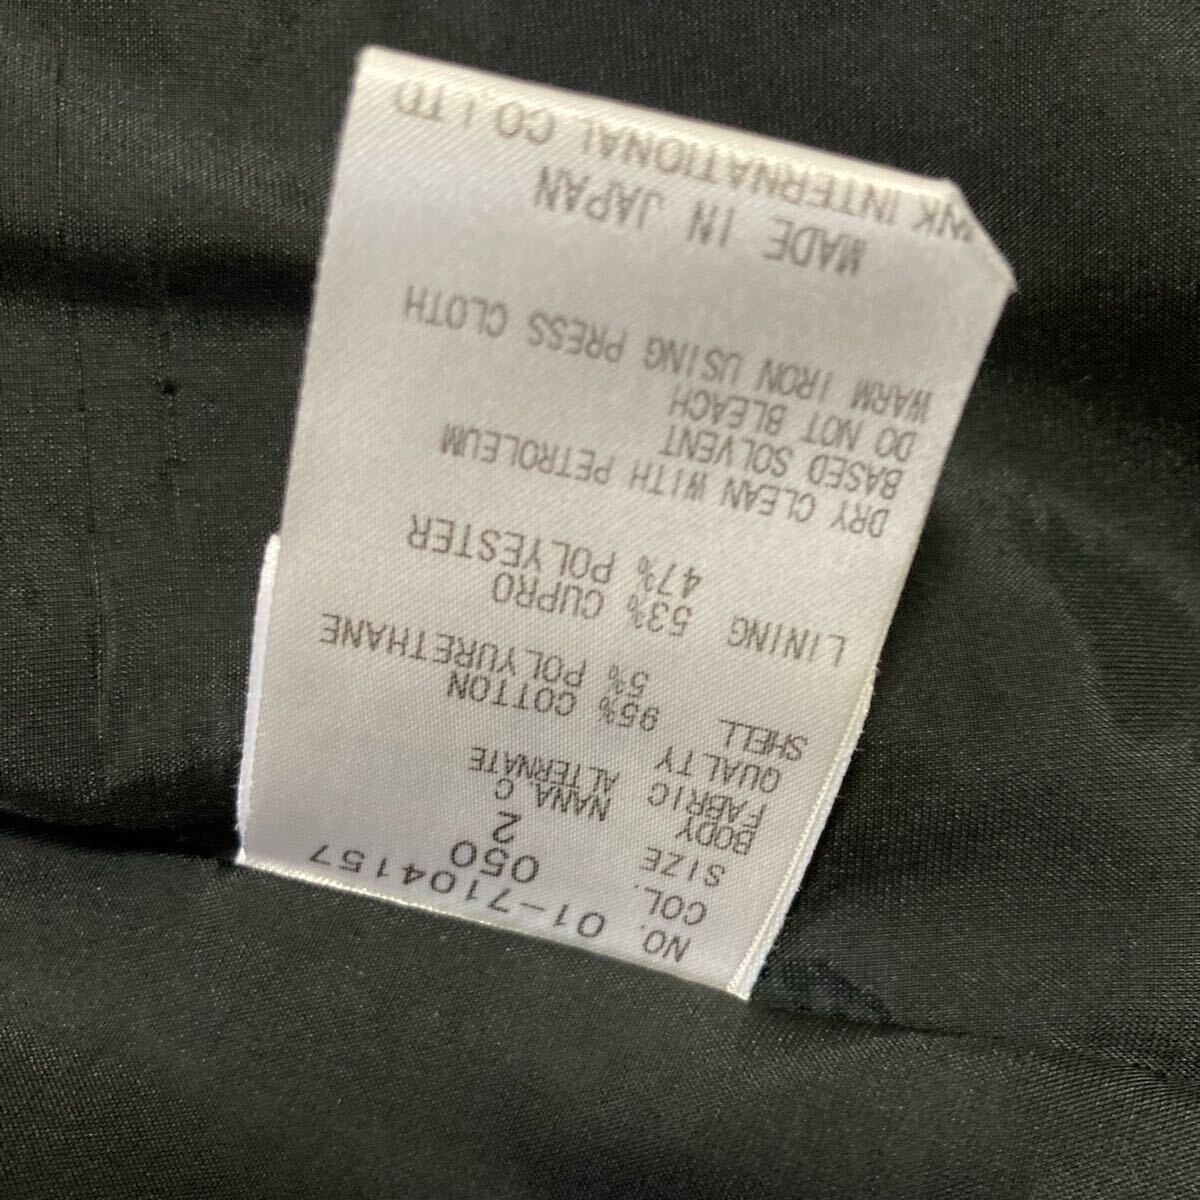 NO. 01-7104157
COL. 050
SIZE 2
BODY NANA.C
FABRIC ALTERNATE
QUALITY
SHELL 95% COTTON
5% POLYURETHANE
LINING 53% CUPRO
47% POLYESTER
DRY CLEAN WITH PETROLEUM
BASED SOLVENT
DO NOT BLEACH
WARM IRON USING PRESS CLOTH
MADE IN JAPAN
INTERNATIONAL CO LTD